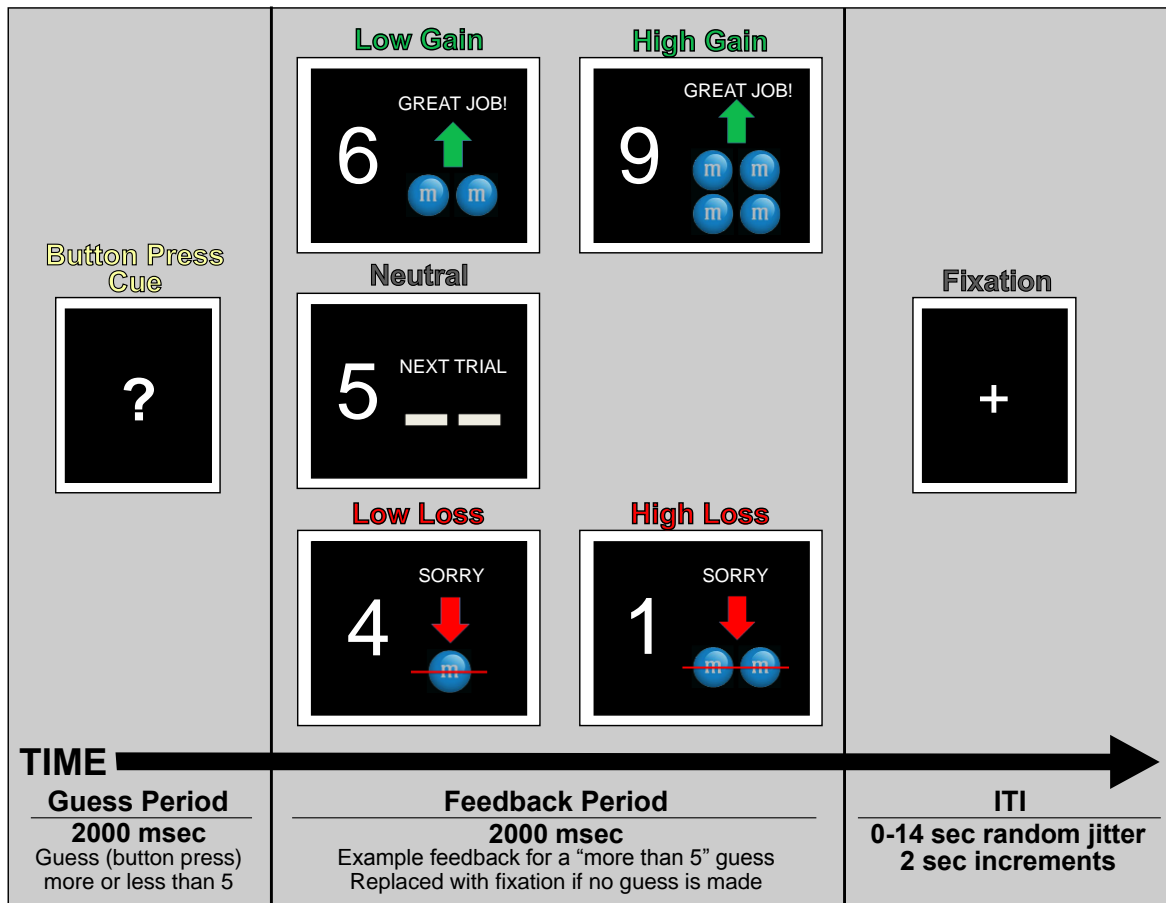 Low Gain
High Gain
6
GREAT JOB!
m m
9
GREAT JOB!
m m
m m
Button Press
Cue
?
Neutral
5
NEXT TRIAL
Fixation
+
Low Loss
High Loss
4
SORRY
m
1
SORRY
m m
TIME
Guess Period
2000 msec
Guess (button press)
more or less than 5
Feedback Period
2000 msec
Example feedback for a “more than 5” guess
Replaced with fixation if no guess is made
ITI
0-14 sec random jitter
2 sec increments